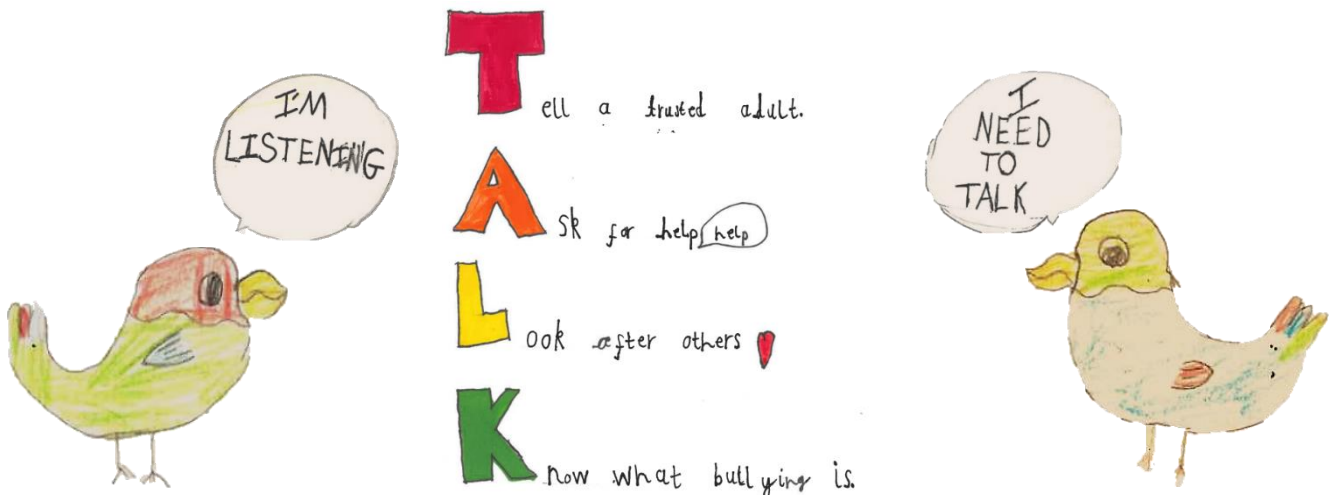 I'M
LISTENING
Tell a trusted adult.
Ask for help help
Look after others
Know what bullying is.
I
NEED
TO
TALK